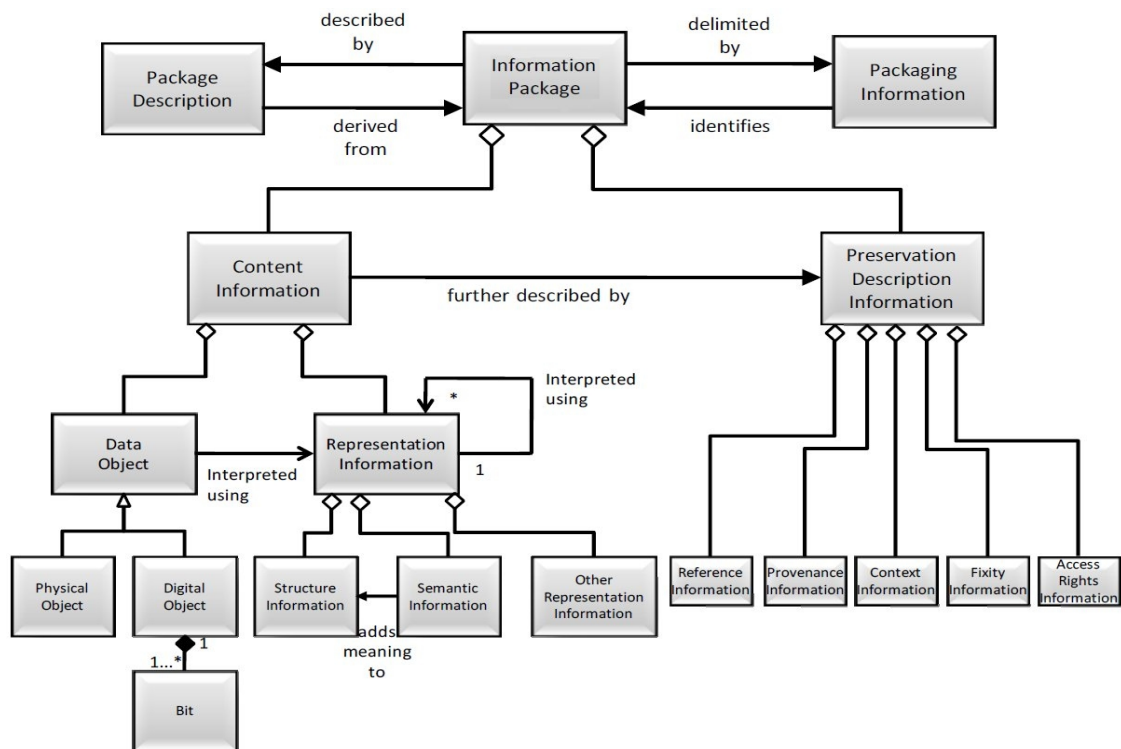 described
by
delimited
by
Package
Description
Information
Package
Packaging
Information
derived
from
identifies
Content
Information
Preservation
Description
Information
further described by
Interpreted
using
*
Data
Object
Representation
Information
1
Interpreted
using
Physical
Object
Digital
Object
Structure
Information
Semantic
Information
Other
Representation
Information
Reference
Information
Provenance
Information
Context
Information
Fixity
Information
Access
Rights
Information
adds
meaning
to
1
1...*
Bit